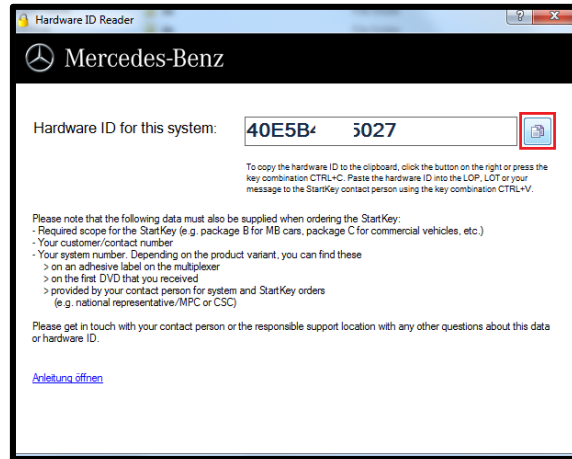 Hardware ID Reader
Mercedes-Benz
Hardware ID for this system:
40E5B4 5027
To copy the hardware ID to the clipboard, click the button on the right or press the
key combination CTRL+C. Paste the hardware ID into the LOP, LOT or your
message to the StartKey contact person using the key combination CTRL+V.
Please note that the following data must also be supplied when ordering the StartKey:
- Required scope for the StartKey (e.g. package B for MB cars, package C for commercial vehicles, etc.)
- Your customer/contact number
- Your system number. Depending on the product variant, you can find these
> on an adhesive label on the multiplexer
> on the first DVD that you received
> provided by your contact person for system and StartKey orders
(e.g. national representative/MPC or CSC)
Please get in touch with your contact person or the responsible support location with any other questions about this data
or hardware ID.
Anleitung öffnen